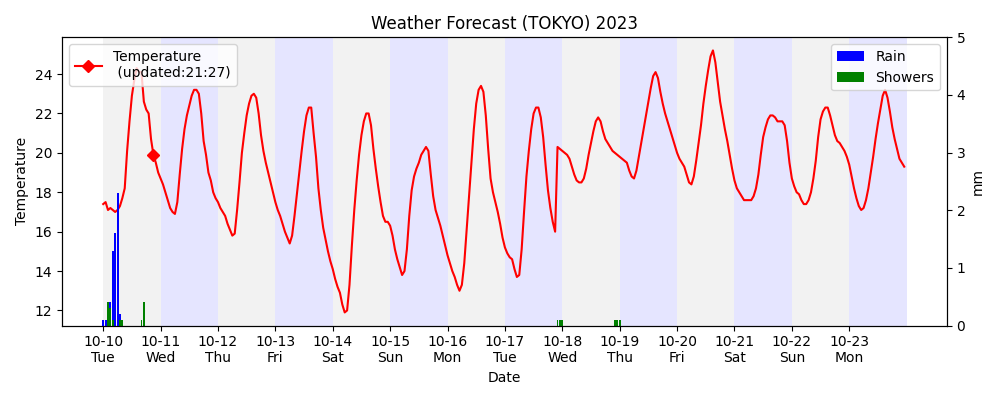 Weather Forecast (TOKYO) 2023
Temperature
(updated:21:27)
Rain
Showers
Temperature
24
22
20
18
16
14
12
5
4
3
2
1
0
mm
10-10 10-11 10-12 10-13 10-14 10-15 10-16 10-17 10-18 10-19 10-20 10-21 10-22 10-23
Tue Wed Thu Fri Sat Sun Mon Tue Wed Thu Fri Sat Sun Mon
Date